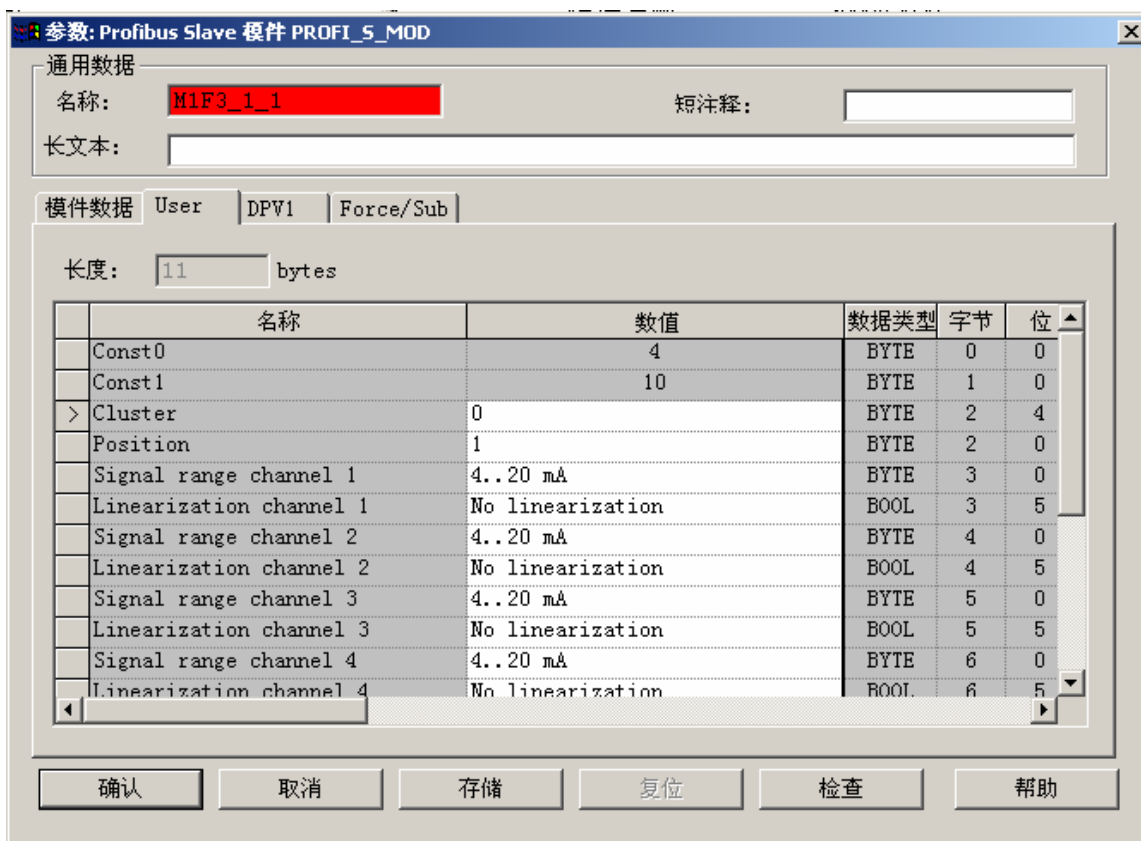 参数: Profibus Slave 模件 PROFI_S_MOD
通用数据
名称: M1F3_1_1 短注释:
长文本:
模件数据 User DPV1 Force/Sub
长度: 11 bytes
名称 数值 数据类型 字节 位
Const0 4 BYTE 0 0
Const1 10 BYTE 1 0
> Cluster 0 BYTE 2 4
Position 1 BYTE 2 0
Signal range channel 1 4..20 mA BYTE 3 0
Linearization channel 1 No linearization BOOL 3 5
Signal range channel 2 4..20 mA BYTE 4 0
Linearization channel 2 No linearization BOOL 4 5
Signal range channel 3 4..20 mA BYTE 5 0
Linearization channel 3 No linearization BOOL 5 5
Signal range channel 4 4..20 mA BYTE 6 0
Linearization channel 4 No linearization BOOL 6 5
确认 取消 存储 复位 检查 帮助